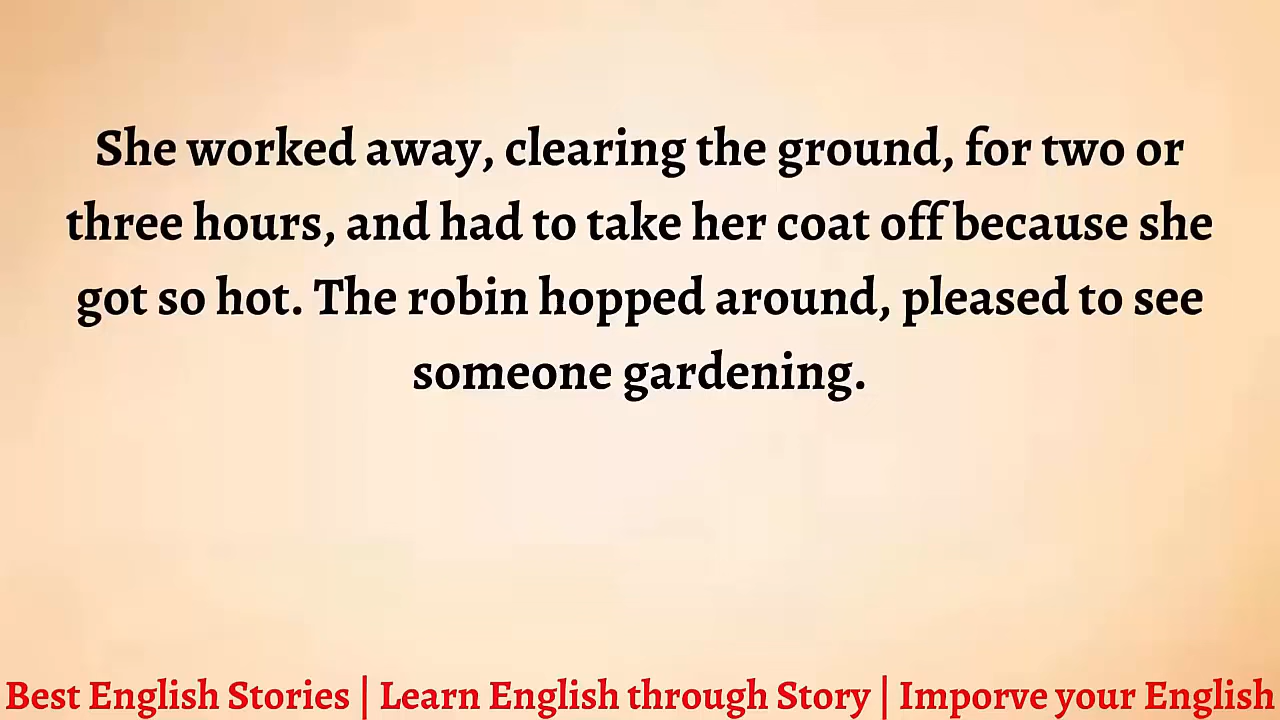 She worked away, clearing the ground, for two or
three hours, and had to take her coat off because she
got so hot. The robin hopped around, pleased to see
someone gardening.
Best English Stories | Learn English through Story | Imporve your English